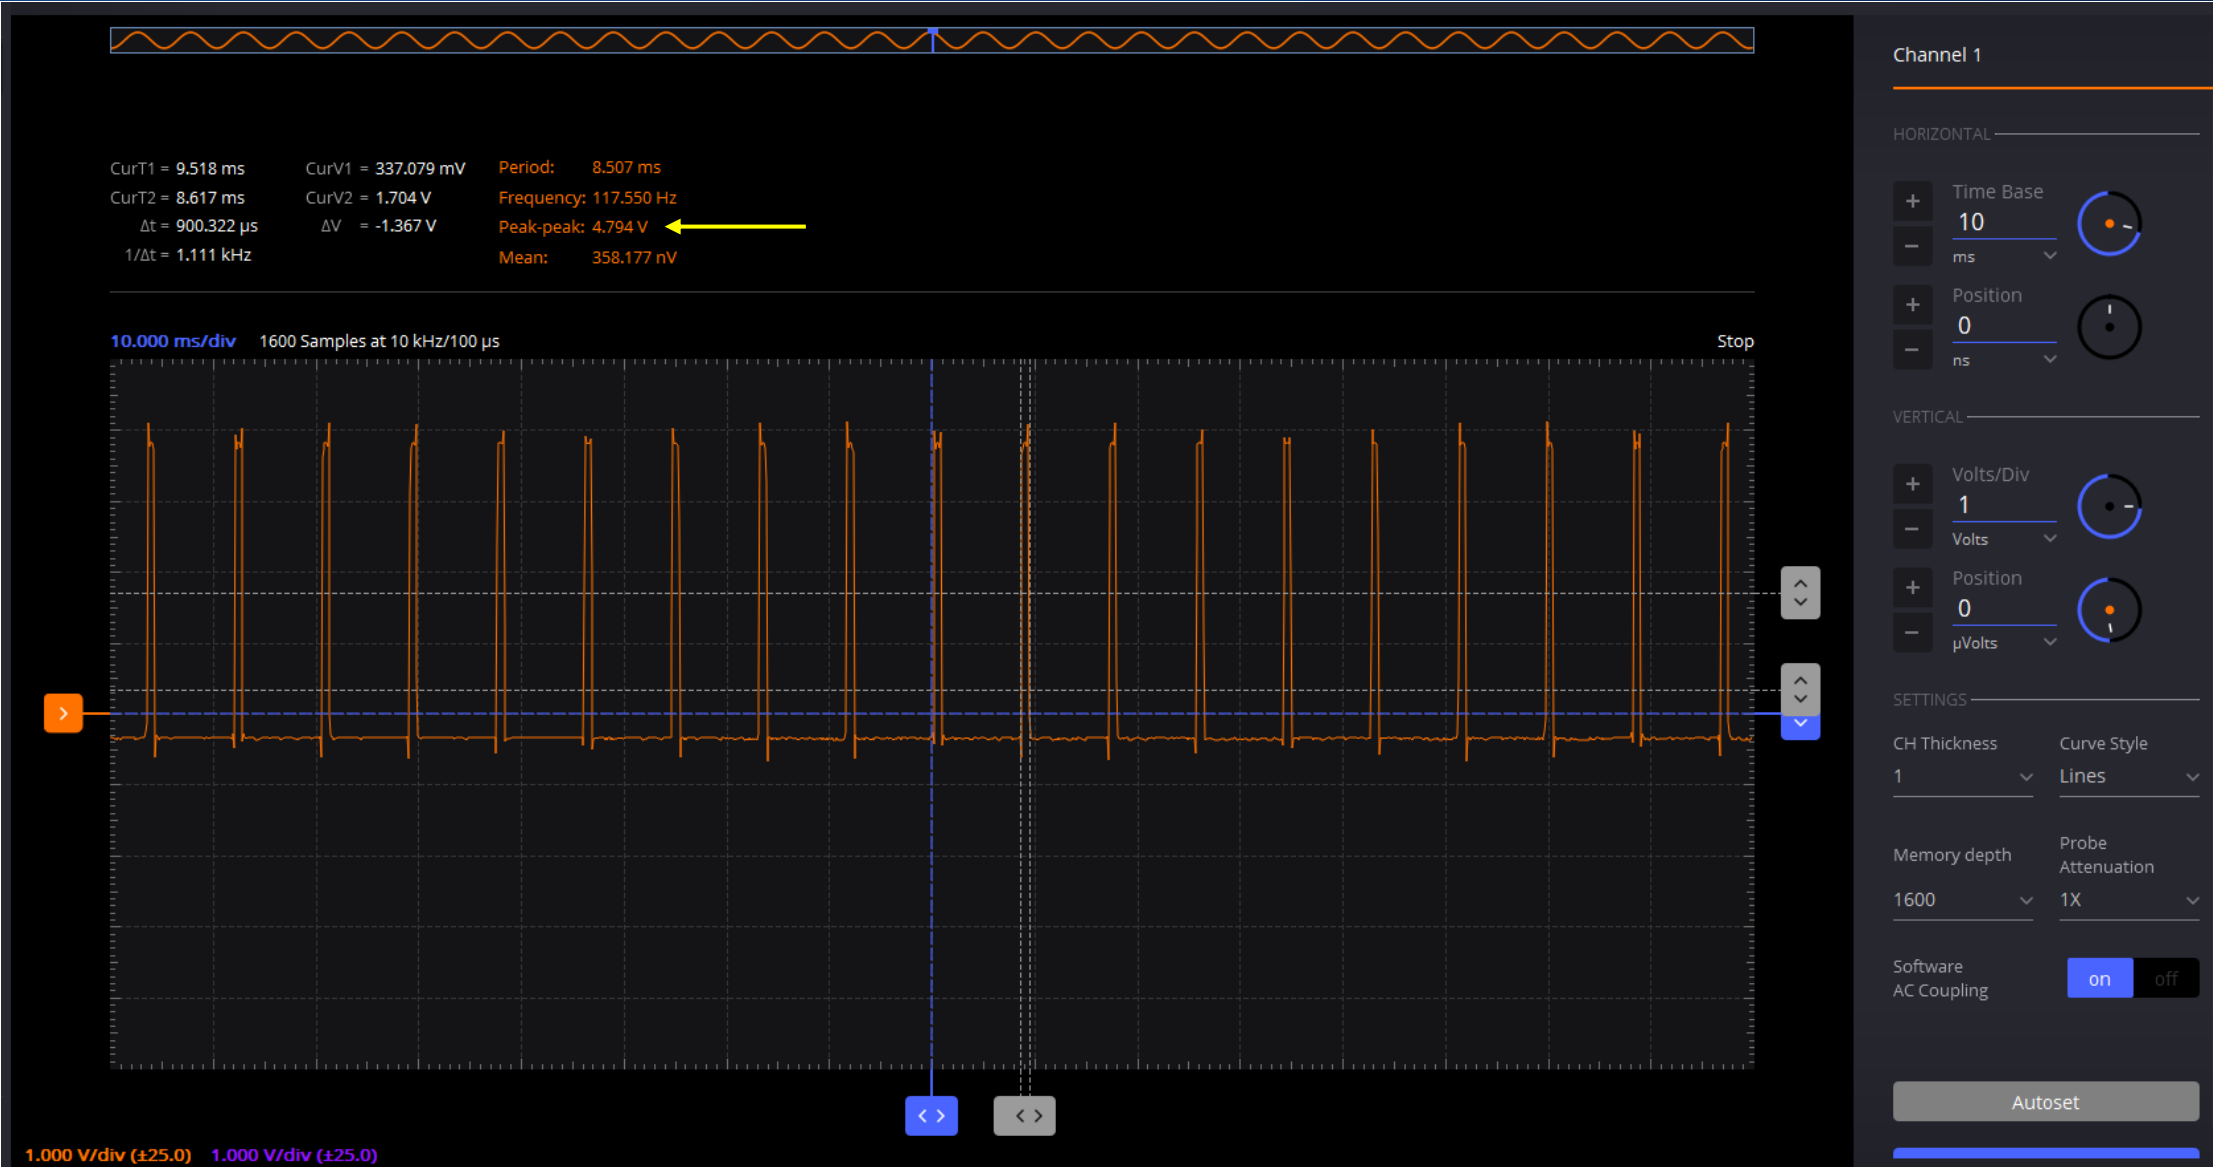 Channel 1
HORIZONTAL
CurT1 = 9.518 ms CurV1 = 337.079 mV Period: 8.507 ms
CurT2 = 8.617 ms CurV2 = 1.704 V Frequency: 117.550 Hz
Δt = 900.322 µs ΔV = -1.367 V Peak-peak: 4.794 V
1/Δt = 1.111 kHz Mean: 358.177 nV
+ Time Base
10
− ms
+ Position
0
− ns
10.000 ms/div 1600 Samples at 10 kHz/100 µs Stop
VERTICAL
+ Volts/Div
1
− Volts
+ Position
0
− µVolts
SETTINGS
CH Thickness Curve Style
1 Lines
Memory depth Probe
Attenuation
1600 1X
Software
AC Coupling on off
Autoset
1.000 V/div (±25.0) 1.000 V/div (±25.0)